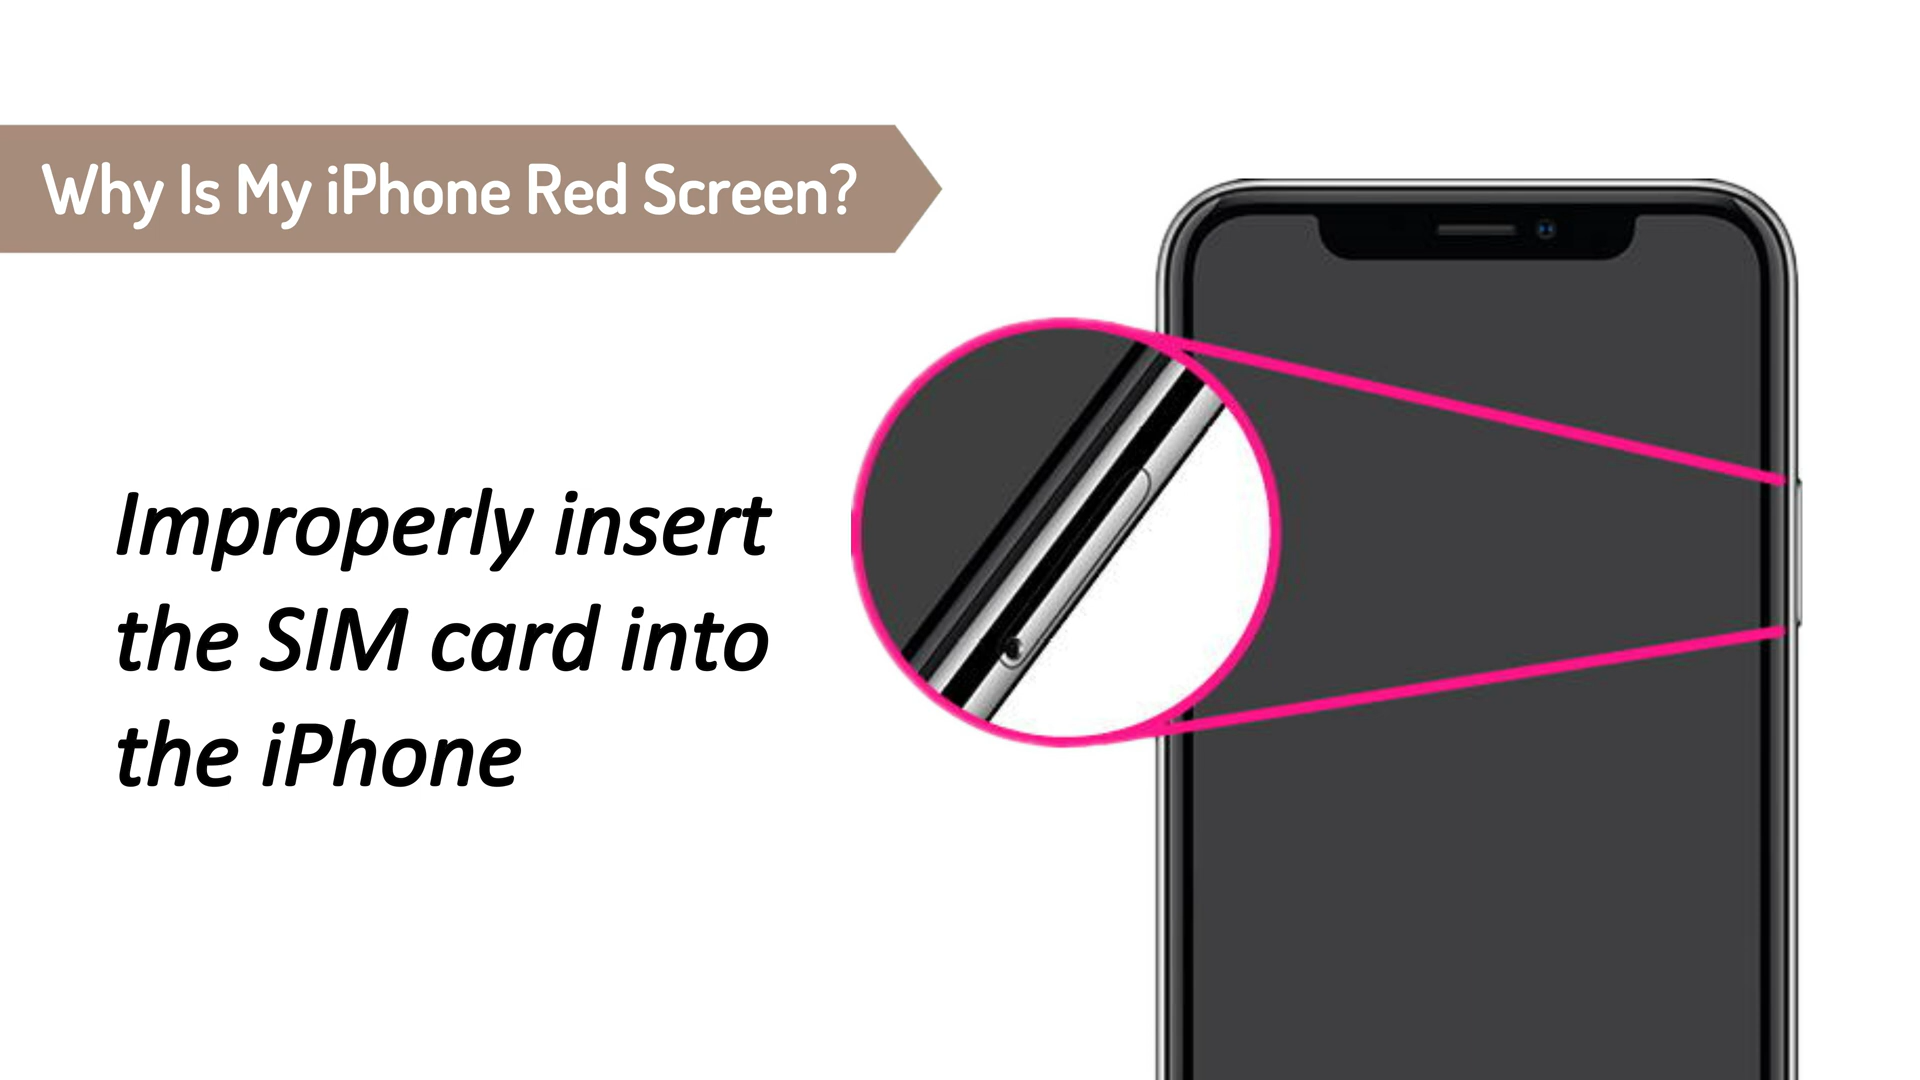 Why Is My iPhone Red Screen?
Improperly insert
the SIM card into
the iPhone